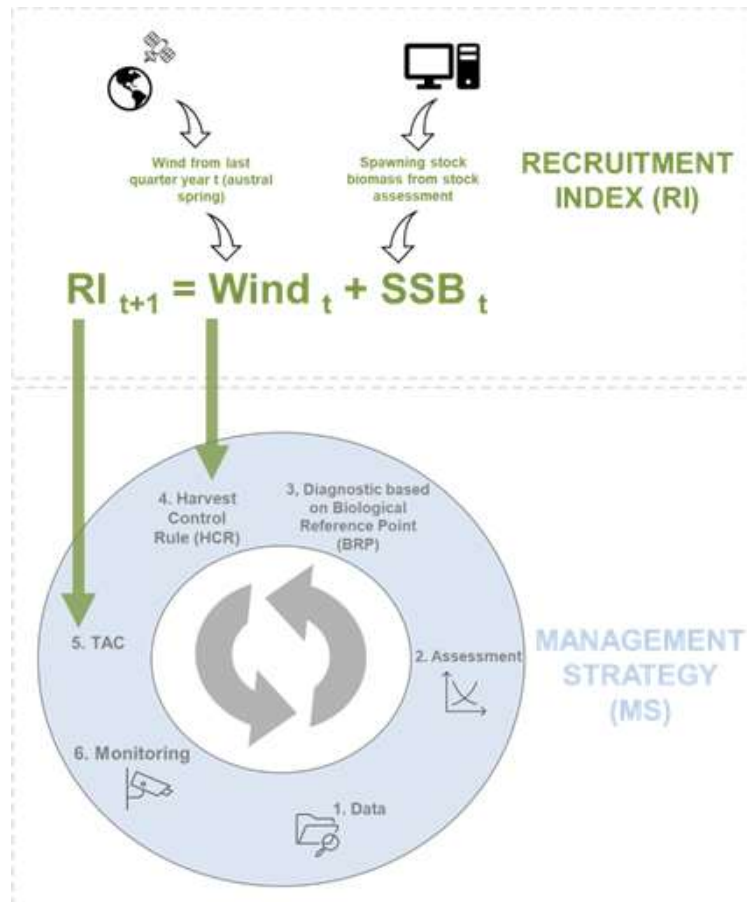 Wind from last
quarter year t (austral
spring)
Spawning stock
biomass from stock
assessment
RECRUITMENT
INDEX (RI)
RI t+1 = Wind t + SSB t
4. Harvest
Control
Rule (HCR)
3, Diagnostic based
on Biological
Reference Point
(BRP)
5. TAC
2. Assessment
MANAGEMENT
STRATEGY
(MS)
6. Monitoring
1. Data